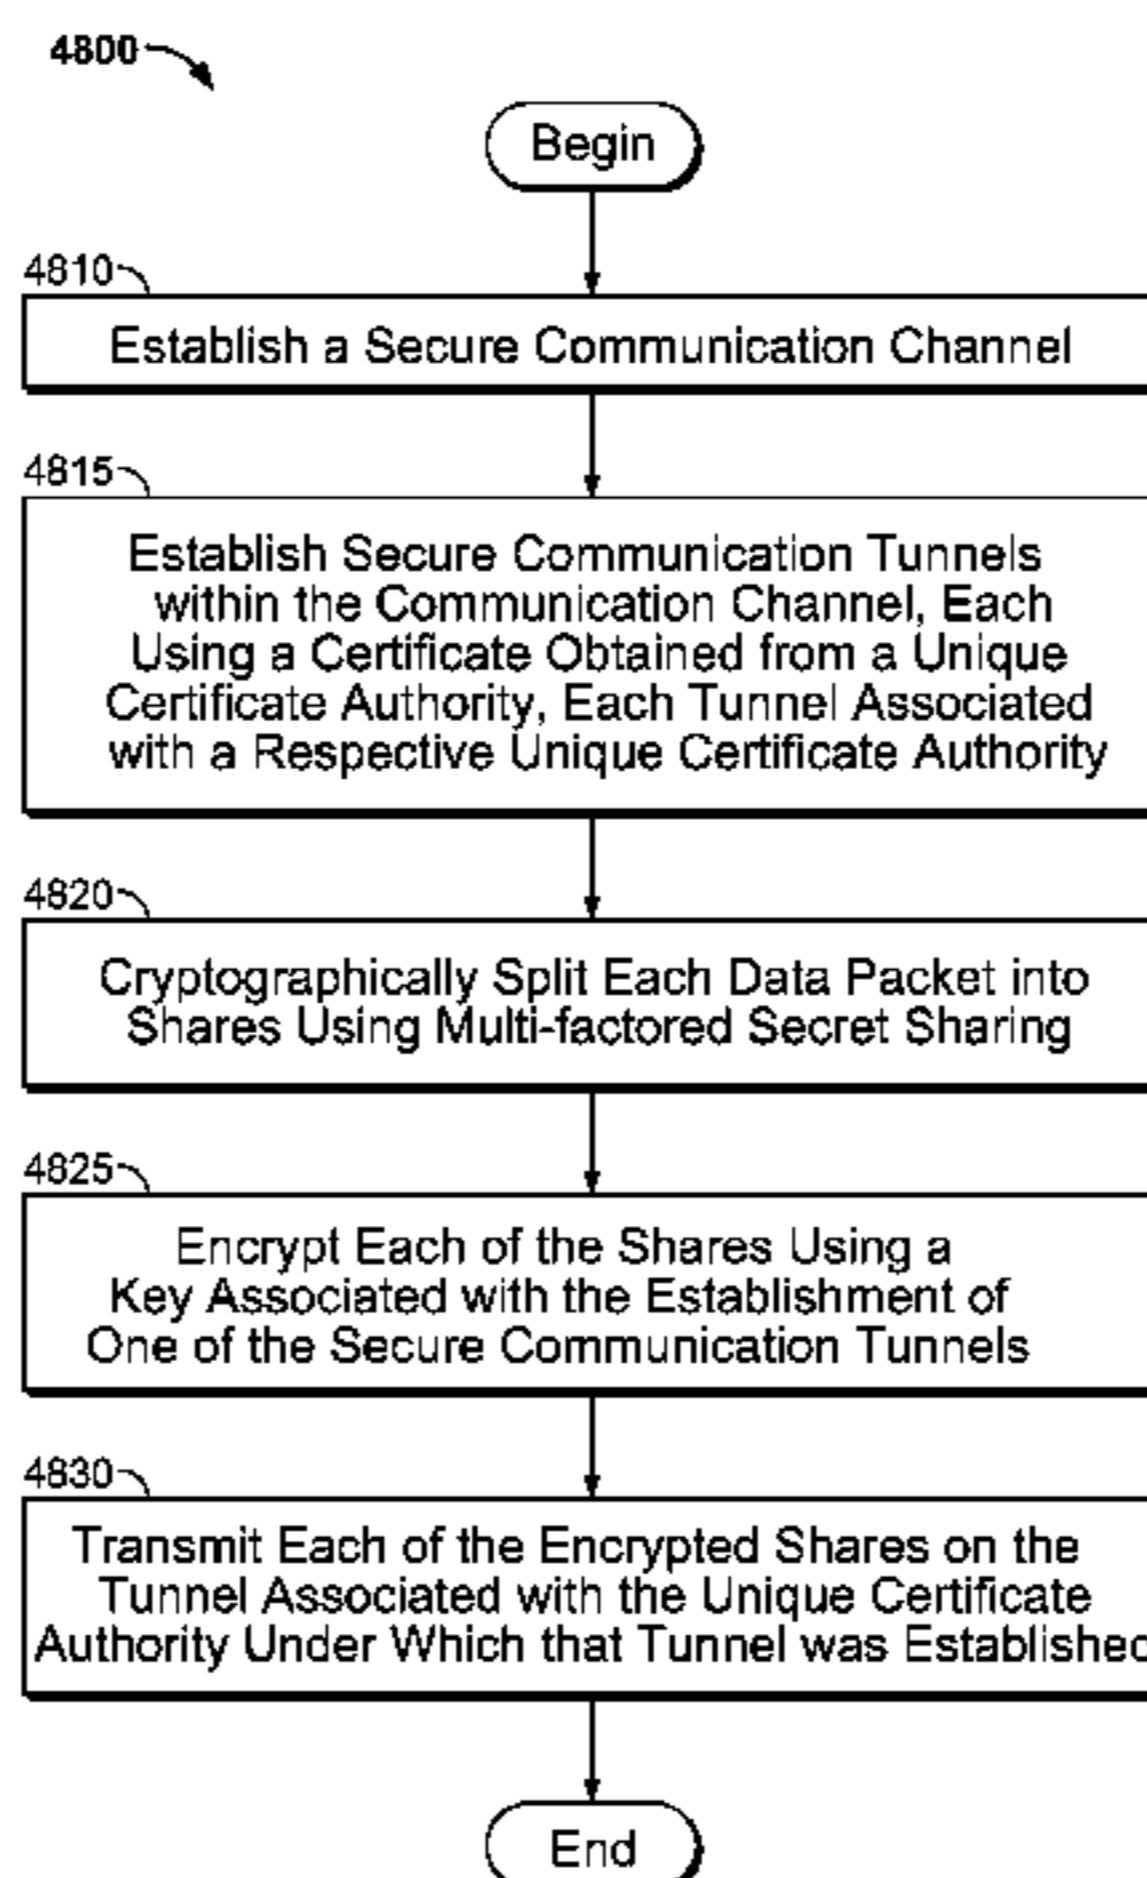 4800
Begin
4810
Establish a Secure Communication Channel
4815
Establish Secure Communication Tunnels
within the Communication Channel, Each
Using a Certificate Obtained from a Unique
Certificate Authority, Each Tunnel Associated
with a Respective Unique Certificate Authority
4820
Cryptographically Split Each Data Packet into
Shares Using Multi-factored Secret Sharing
4825
Encrypt Each of the Shares Using a
Key Associated with the Establishment of
One of the Secure Communication Tunnels
4830
Transmit Each of the Encrypted Shares on the
Tunnel Associated with the Unique Certificate
Authority Under Which that Tunnel was Established
End